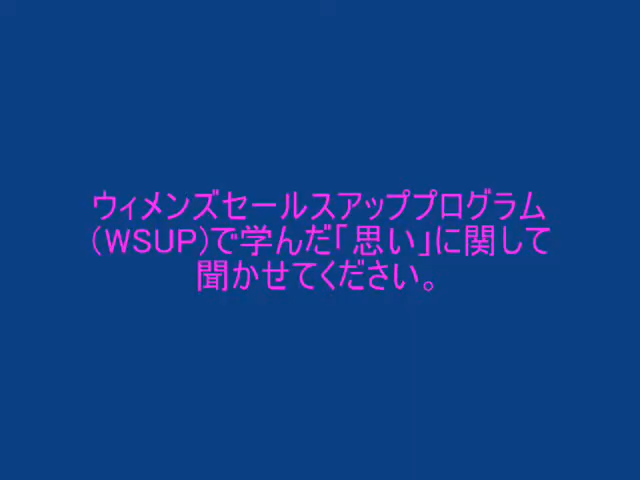 ウィメンズセールスアッププログラム
(WSUP)で学んだ｢思い｣に関して
聞かせてください。